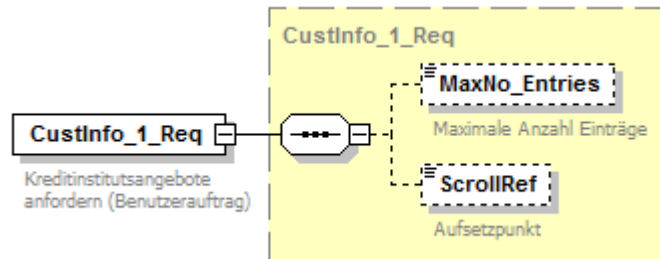 CustInfo_1_Req
MaxNo_Entries
Maximale Anzahl Einträge
CustInfo_1_Req
Kreditinstitutsangebote
anfordern (Benutzerauftrag)
ScrollRef
Aufsetzpunkt